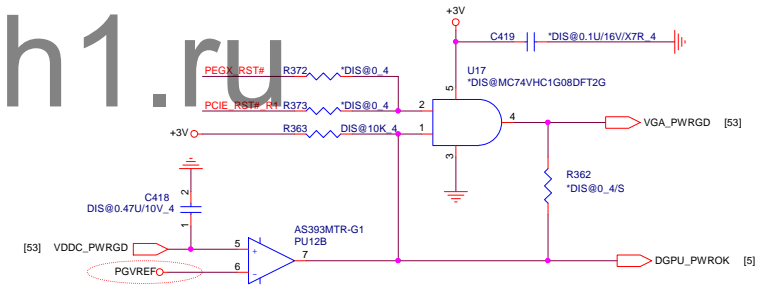 h1.ru
+3V
C419 *DIS@0.1U/16V/X7R_4
U17
*DIS@MC74VHC1G08DFT2G
PEGX_RST# R372 *DIS@0_4
PCIE_RST#_R1 R373 *DIS@0_4
+3V R363 DIS@10K_4
5
2
1
4
3
VGA_PWRGD [53]
R362
*DIS@0_4/S
C418
DIS@0.47U/10V_4
2
1
AS393MTR-G1
PU12B
[53] VDDC_PWRGD 5 + 7
PGVREF 6 -
DGPU_PWROK [5]